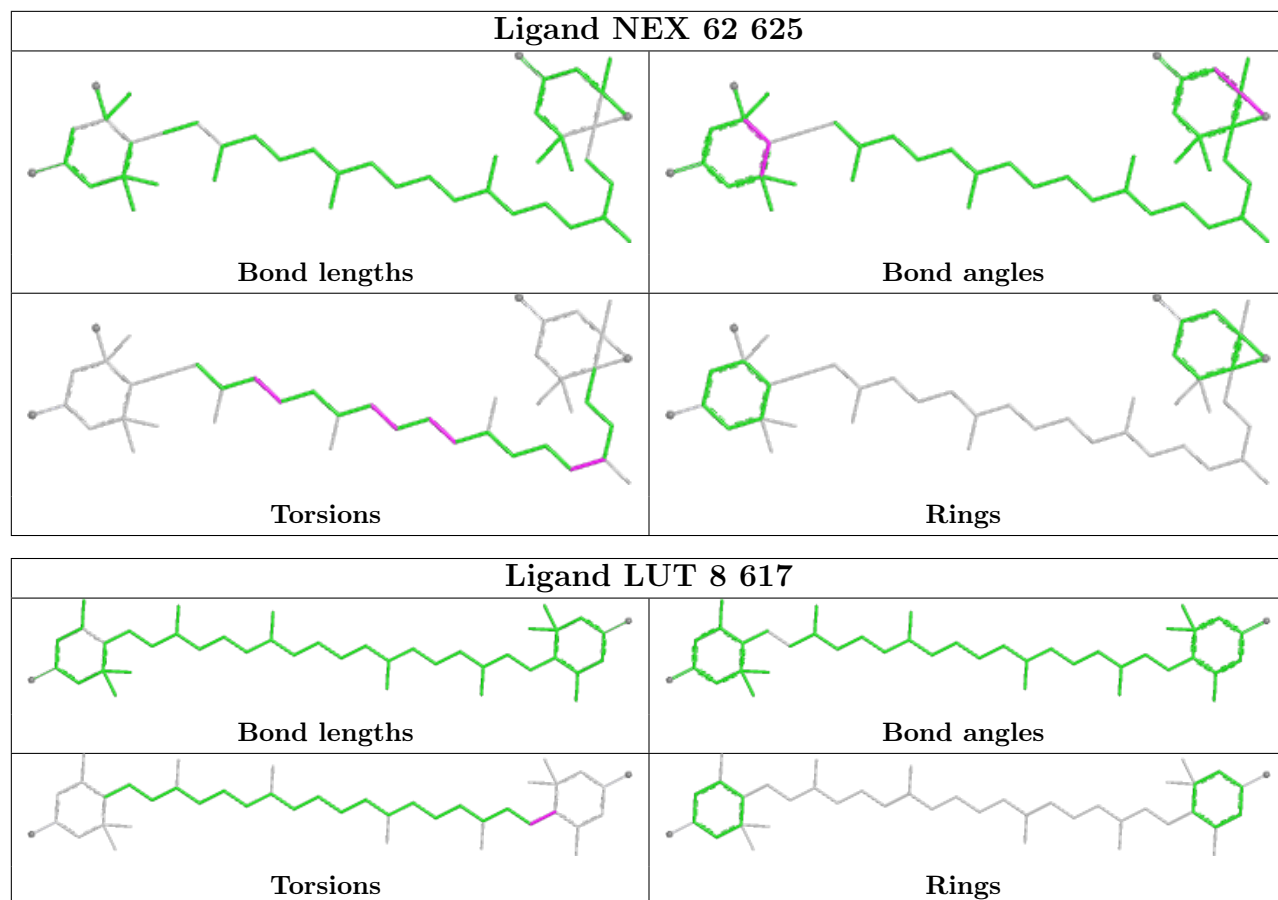 Ligand NEX 62 625
Bond lengths
Bond angles
Torsions
Rings
Ligand LUT 8 617
Bond lengths
Bond angles
Torsions
Rings